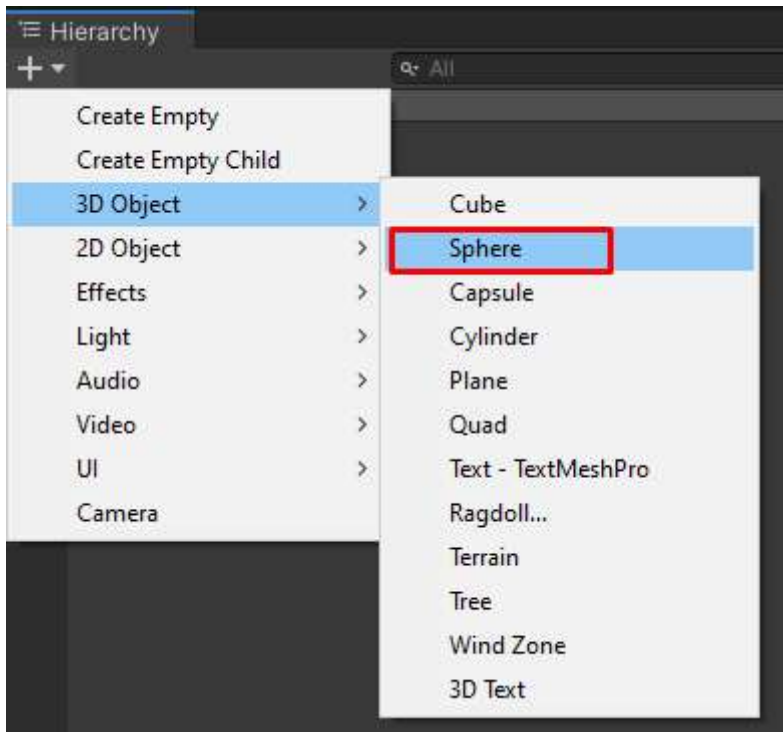 Hierarchy
All
Create Empty
Create Empty Child
3D Object
2D Object
Effects
Light
Audio
Video
UI
Camera
Cube
Sphere
Capsule
Cylinder
Plane
Quad
Text - TextMeshPro
Ragdoll...
Terrain
Tree
Wind Zone
3D Text